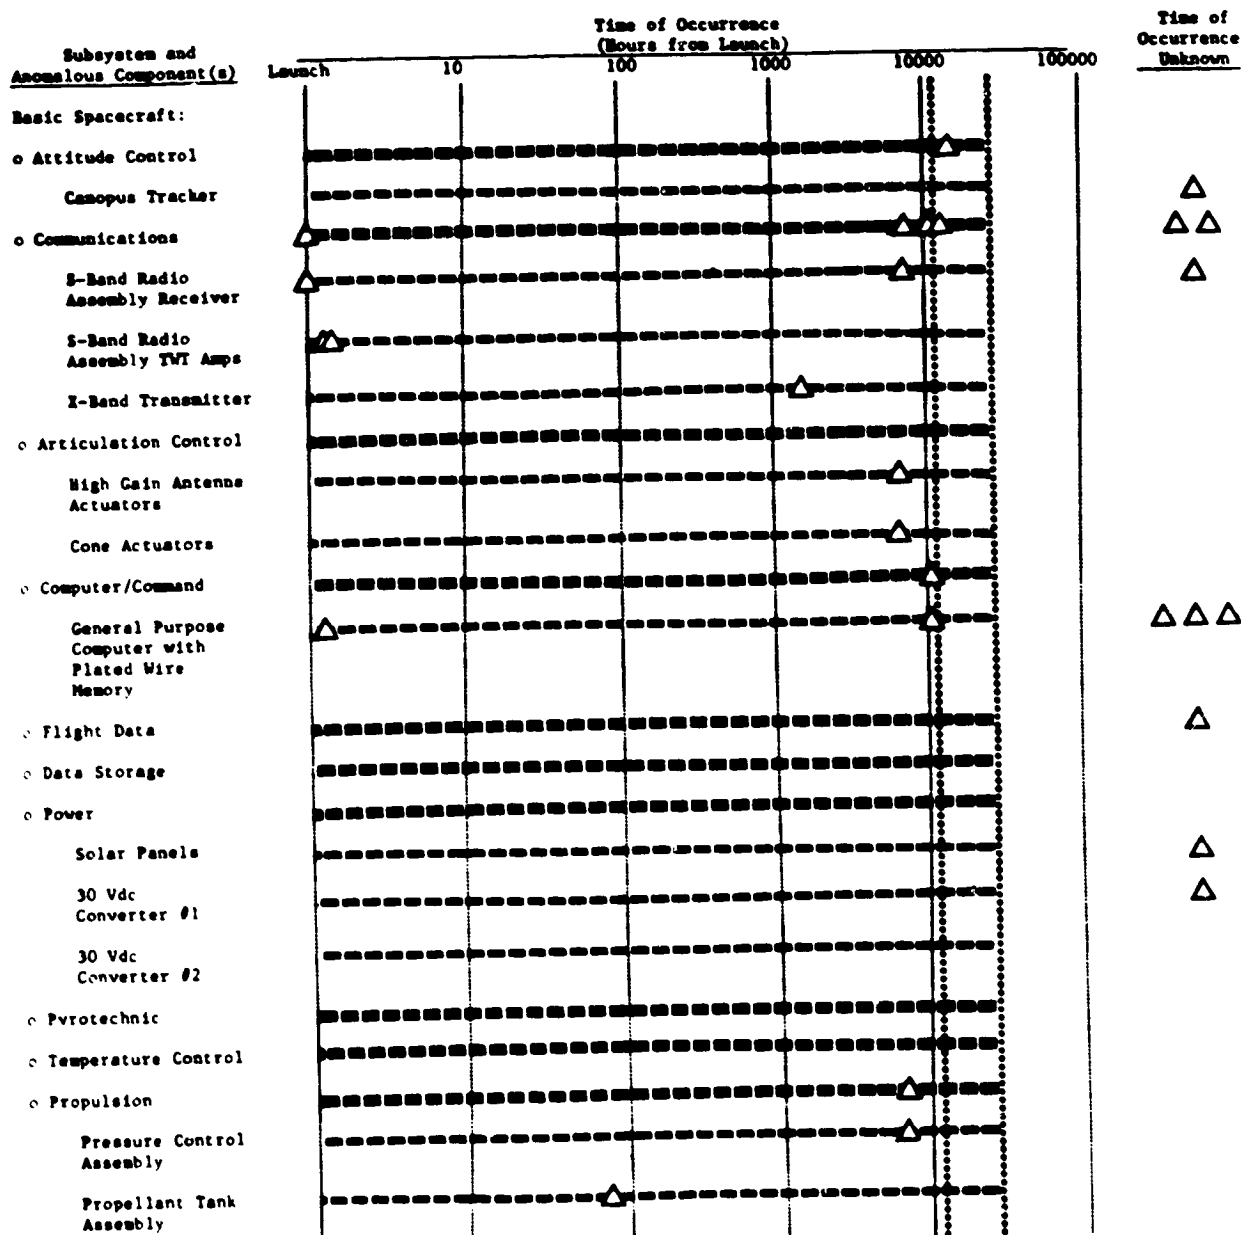 Time of Occurrence
(Hours from Launch)
Time of
Occurrence
Unknown
Subsystem and
Anomalous Component(s)
Launch 10 100 1000 10000 100000
Basic Spacecraft:
o Attitude Control
Canopus Tracker
o Communications
S-Band Radio
Assembly Receiver
S-Band Radio
Assembly TWT Amps
X-Band Transmitter
o Articulation Control
High Gain Antenna
Actuators
Cone Actuators
o Computer/Command
General Purpose
Computer with
Plated Wire
Memory
o Flight Data
o Data Storage
o Power
Solar Panels
30 Vdc
Converter #1
30 Vdc
Converter #2
o Pyrotechnic
o Temperature Control
o Propulsion
Pressure Control
Assembly
Propellant Tank
Assembly